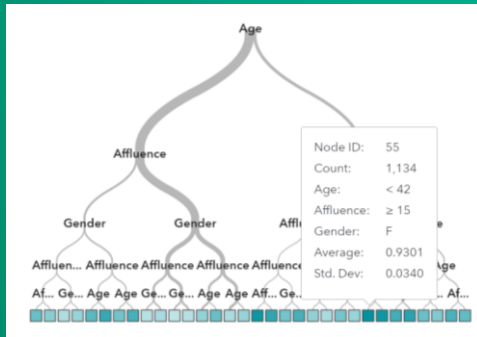 Age
Affluence
Gender Gender Affl
Affluen... Affluence Affluence Affluence Affluence Age
Af... Ge... Age Age Ge... Ge... Age Age Aff... Ge... Af...
Node ID: 55
Count: 1,134
Age: < 42
Affluence: ≥ 15
Gender: F
Average: 0.9301
Std. Dev: 0.0340